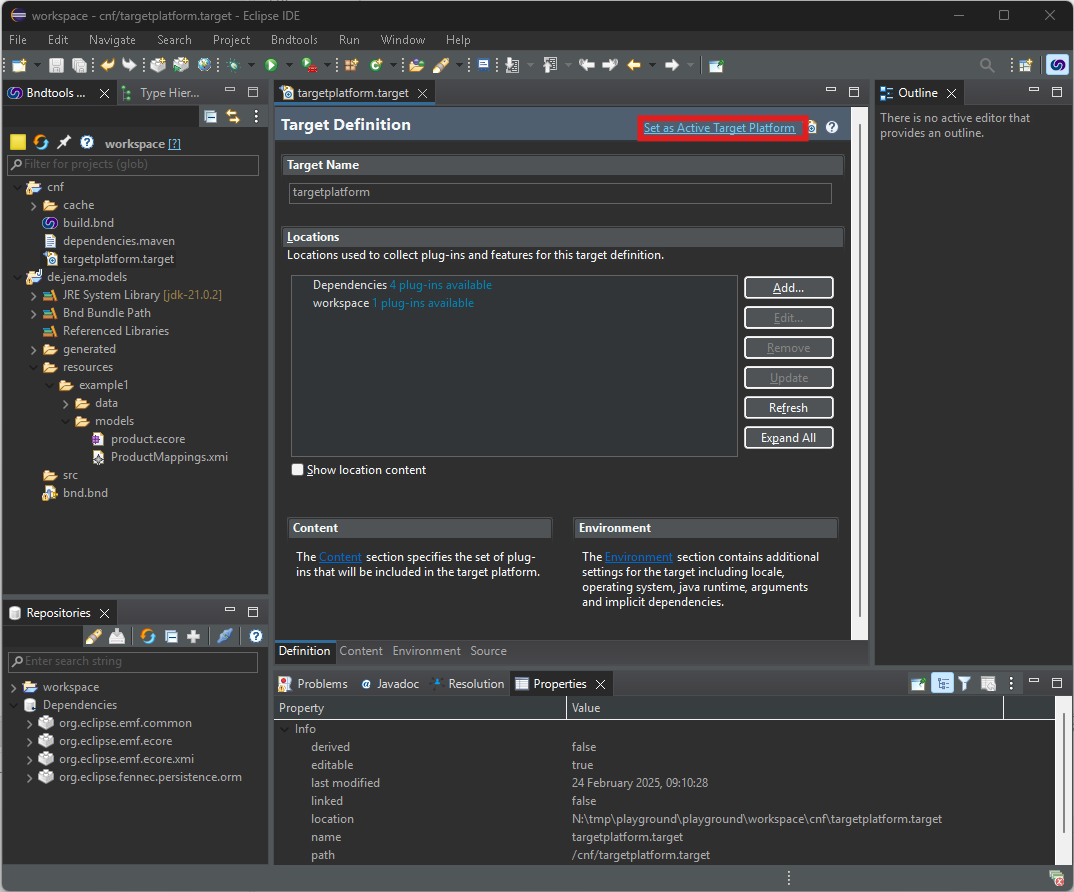 workspace - cnf/targetplatform.target - Eclipse IDE
File Edit Navigate Search Project Bndtools Run Window Help
Bndtools ...
Type Hier...
workspace [?]
Filter for projects (glob)
cnf
cache
build.bnd
dependencies.maven
targetplatform.target
de.jena.models
JRE System Library [jdk-21.0.2]
Bnd Bundle Path
Referenced Libraries
generated
resources
example1
data
models
product.ecore
ProductMappings.xmi
src
bnd.bnd
Repositories
Enter search string
workspace
Dependencies
org.eclipse.emf.common
org.eclipse.emf.ecore
org.eclipse.emf.ecore.xmi
org.eclipse.fennec.persistence.orm
targetplatform.target
Target Definition
Set as Active Target Platform
Target Name
targetplatform
Locations
Locations used to collect plug-ins and features for this target definition.
Dependencies 4 plug-ins available
workspace 1 plug-ins available
Add...
Edit...
Remove
Update
Refresh
Expand All
Show location content
Content
The Content section specifies the set of plug-
ins that will be included in the target platform.
Environment
The Environment section contains additional
settings for the target including locale,
operating system, java runtime, arguments
and implicit dependencies.
Definition Content Environment Source
Outline
There is no active editor that
provides an outline.
Problems Javadoc Resolution Properties
Property Value
Info
derived false
editable true
last modified 24 February 2025, 09:10:28
linked false
location N:\tmp\playground\playground\workspace\cnf\targetplatform.target
name targetplatform.target
path /cnf/targetplatform.target